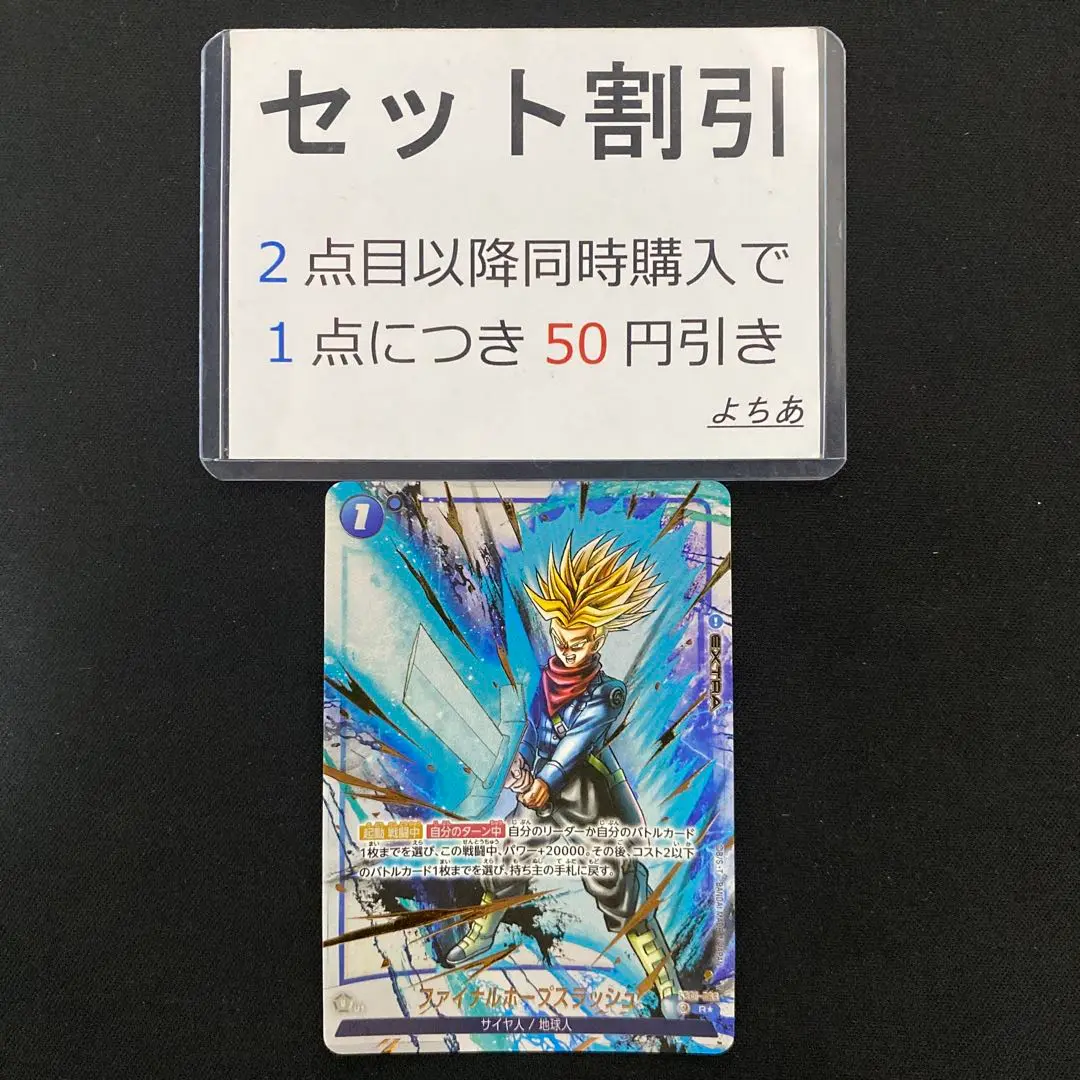 セット割引
2点目以降同時購入で
1点につき50円引き
よちあ
1
EXTRA
起動 戦闘中 自分のターン中 自分のリーダーか自分のバトルカード
1枚までを選び、この戦闘中、パワー+20000。その後、コスト2以下
のバトルカード1枚までを選び、持ち主の手札に戻す。
ファイナルホープスラッシュ
R★
サイヤ人 / 地球人